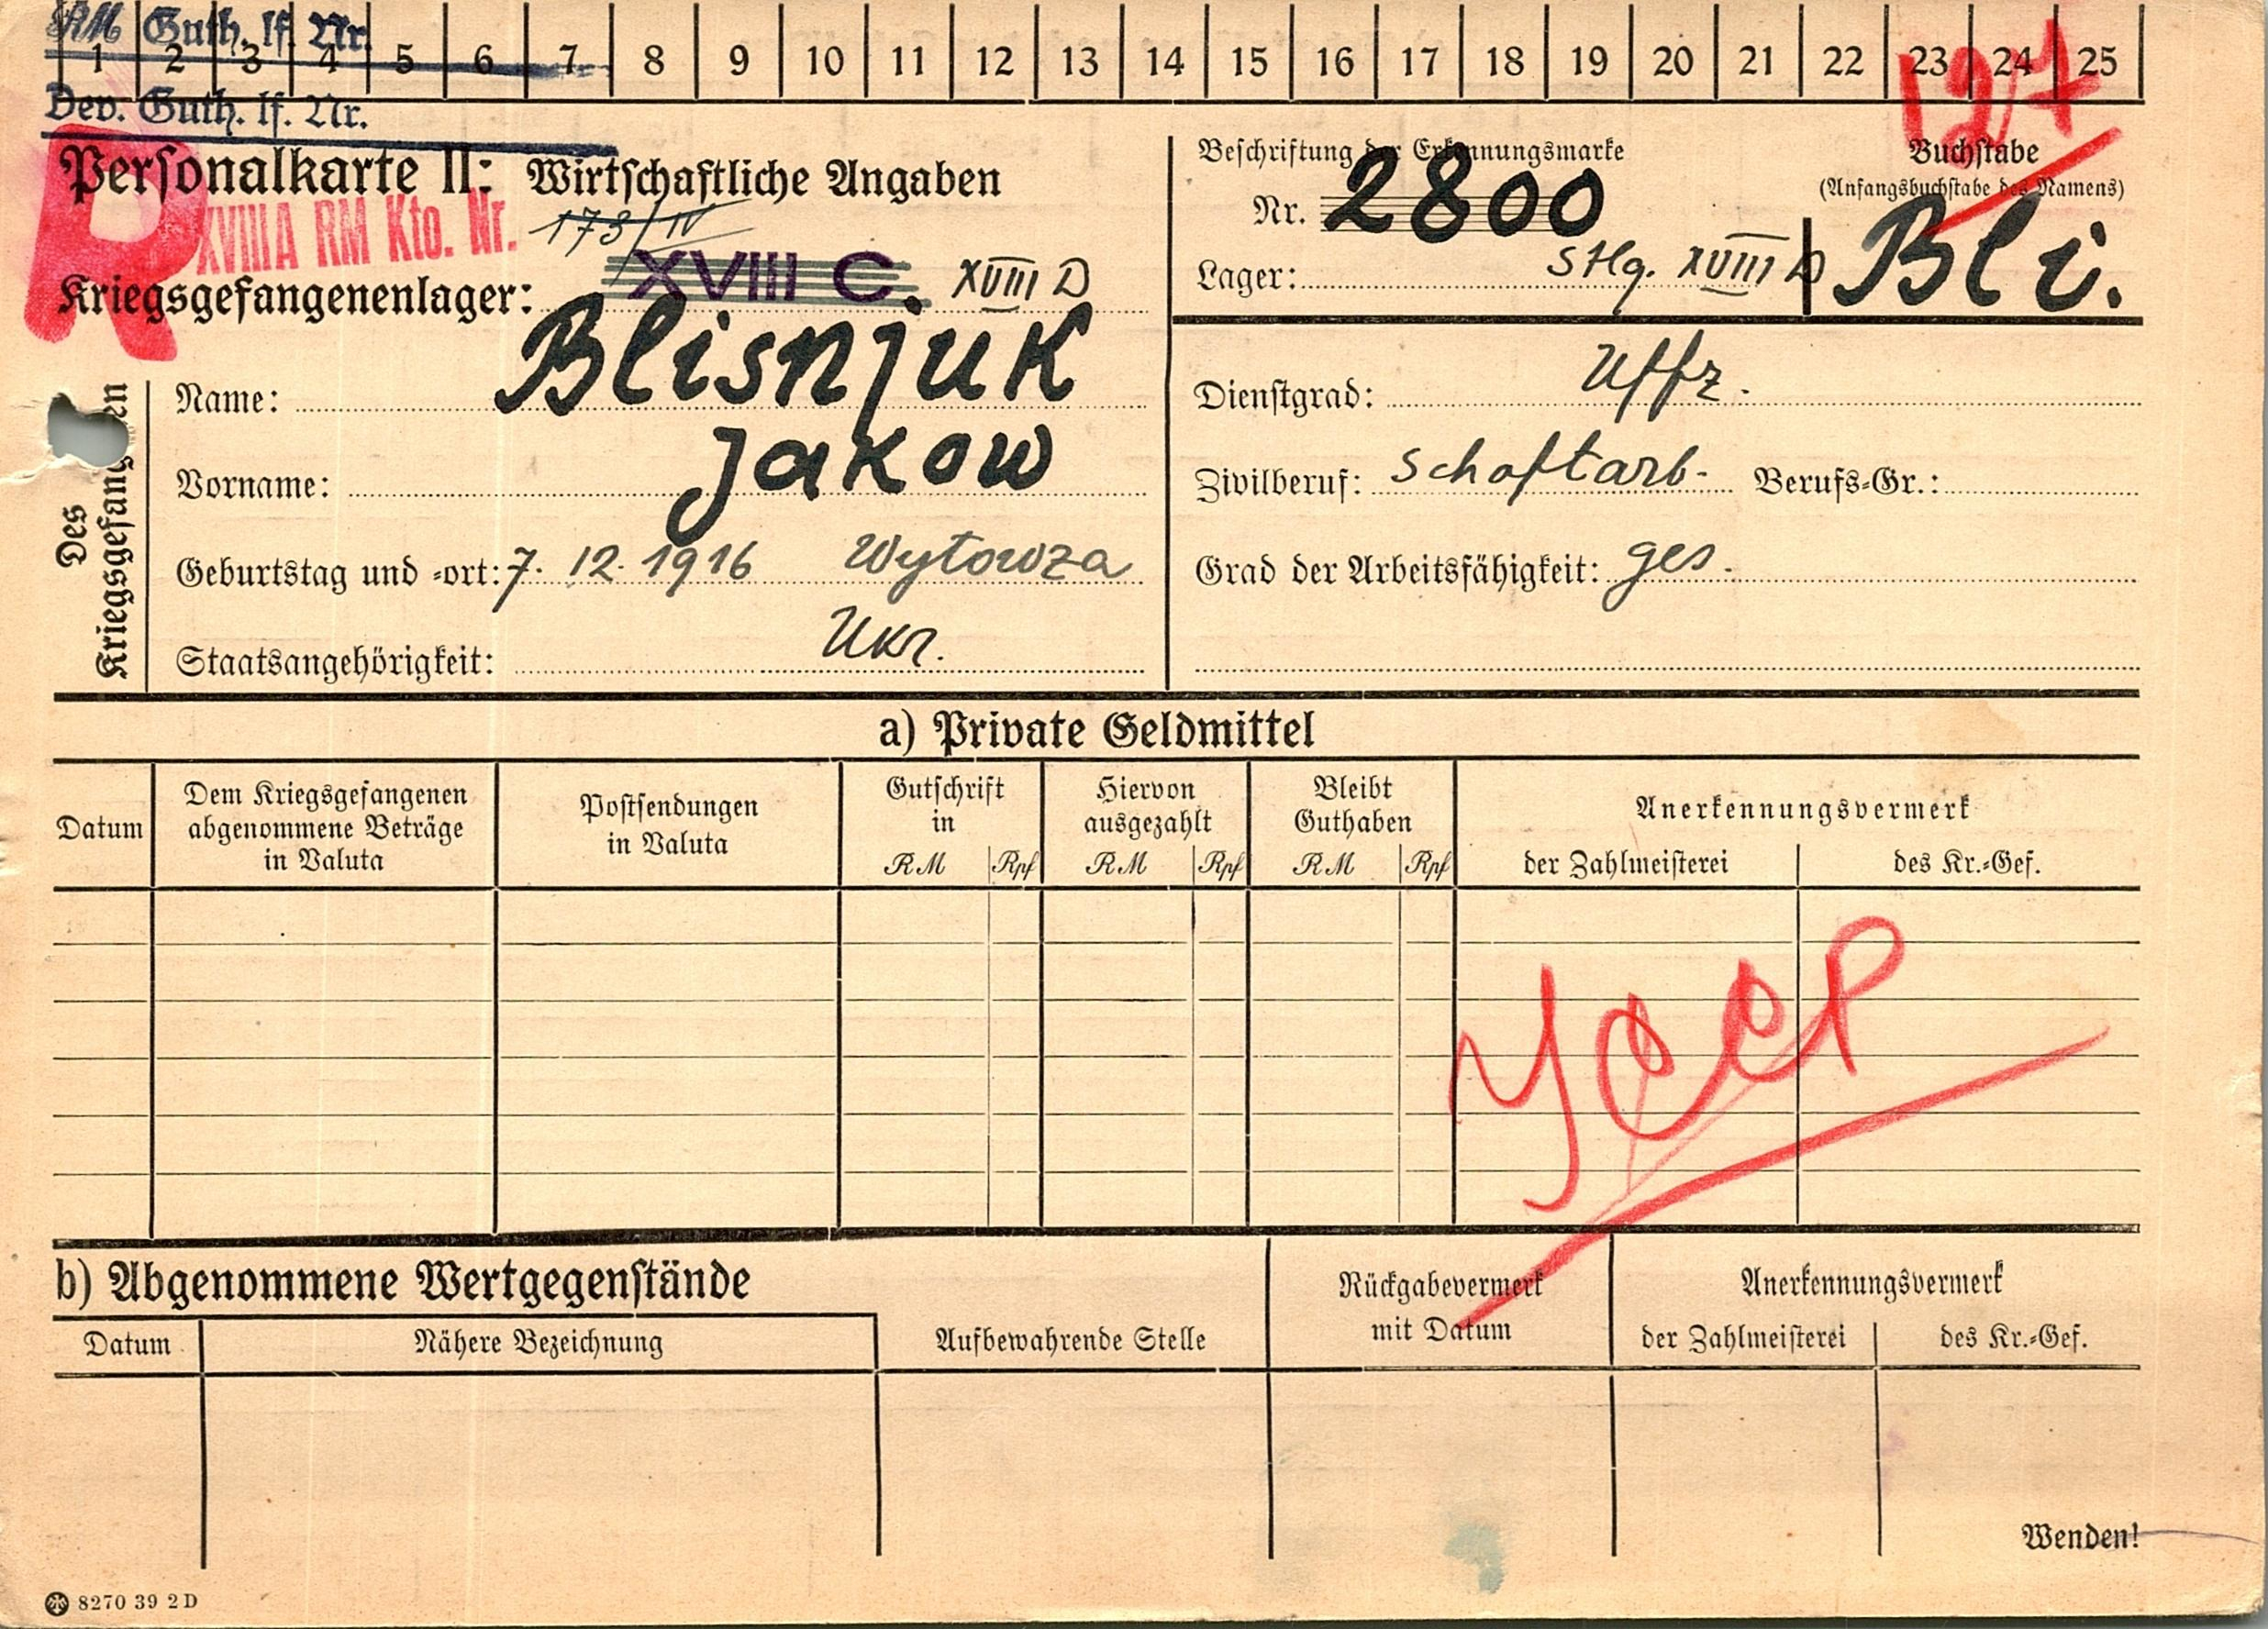 RM Guth. lf. Nr.
1 2 3 4 5 6 7 8 9 10 11 12 13 14 15 16 17 18 19 20 21 22 23 24 25
Dev. Guth. lf. Nr.
Personalkarte II: Wirtschaftliche Angaben
R
XVIIIA RM Kto. Nr.
173/IV
Kriegsgefangenenlager: XVIII C. XVIII D
Beschriftung der Erkennungsmarke
Nr. 2800
Lager: Stlg. XVIII D
Buchstabe
(Anfangsbuchstabe des Namens)
Bli.
Des
Kriegsgefangenen
Name: Blisnjuk
Vorname: Jakow
Geburtstag und =ort: 7. 12. 1916 Wytowza
Staatsangehörigkeit: Ukr.
Dienstgrad: Uffz.
Zivilberuf: Schaftarb. Berufs=Gr.:
Grad der Arbeitsfähigkeit: ges.
a) Private Geldmittel
Datum
Dem Kriegsgefangenen
abgenommene Beträge
in Valuta
Postsendungen
in Valuta
Gutschrift
in
RM Rpf
Hiervon
ausgezahlt
RM Rpf
Bleibt
Guthaben
RM Rpf
Anerkennungsvermerk
der Zahlmeisterei des Kr.=Gef.
УССР
b) Abgenommene Wertgegenstände
Datum Nähere Bezeichnung
Aufbewahrende Stelle
Rückgabevermerk
mit Datum
Anerkennungsvermerk
der Zahlmeisterei des Kr.=Gef.
Wenden!
8270 39 2 D